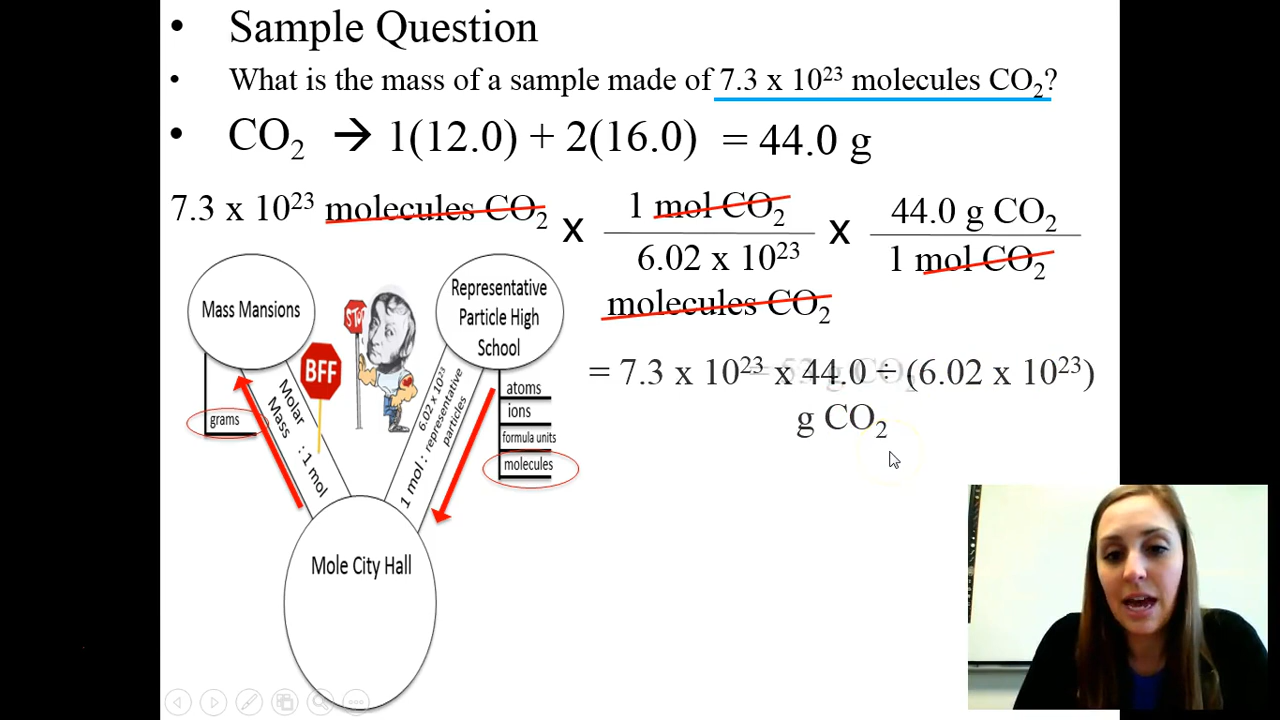 • Sample Question
• What is the mass of a sample made of 7.3 x 10²³ molecules CO₂?
• CO₂ → 1(12.0) + 2(16.0) = 44.0 g
7.3 x 10²³ molecules CO₂ x 1 mol CO₂ x 44.0 g CO₂
6.02 x 10²³ 1 mol CO₂
molecules CO₂
Mass Mansions
Representative
Particle High
School
STOP
BFF
= 7.3 x 10²³ x 44.0 ÷ (6.02 x 10²³)
g CO₂
grams
Molar
Mass : 1 mol
6.02 x 10²³
1 mol : representative
particles
atoms
ions
formula units
molecules
Mole City Hall